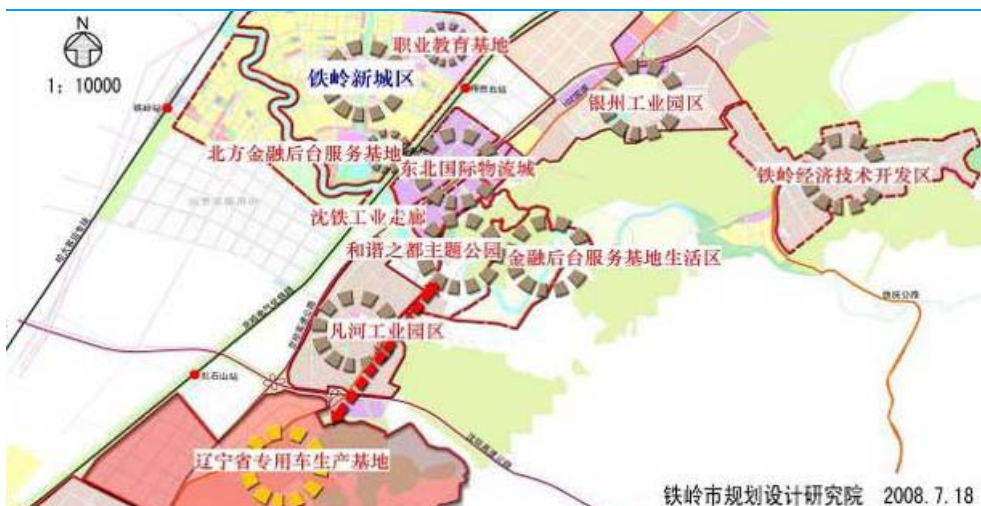 N
1: 10000
职业教育基地
铁岭新城区
银州工业园区
北方金融后台服务基地
东北国际物流城
铁岭经济技术开发区
沈铁工业走廊
和谐之都主题公园
金融后台服务基地生活区
凡河工业园区
乱石山站
辽宁省专用车生产基地
铁岭市规划设计研究院 2008.7.18